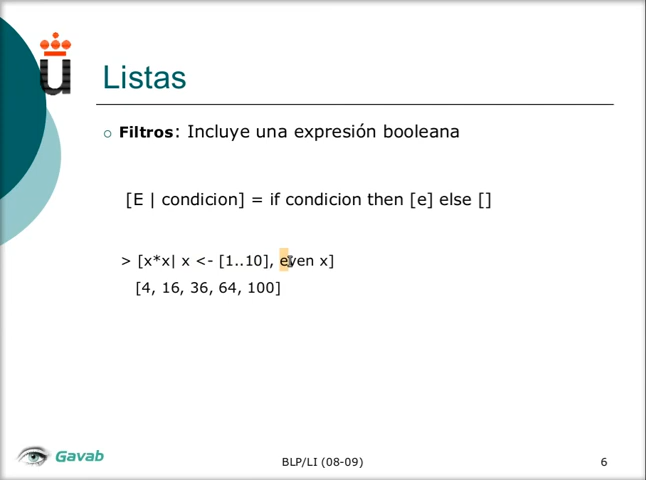 Listas
Filtros: Incluye una expresión booleana
[E | condicion] = if condicion then [e] else []
> [x*x| x <- [1..10], even x]
[4, 16, 36, 64, 100]
Gavab
BLP/LI (08-09)
6